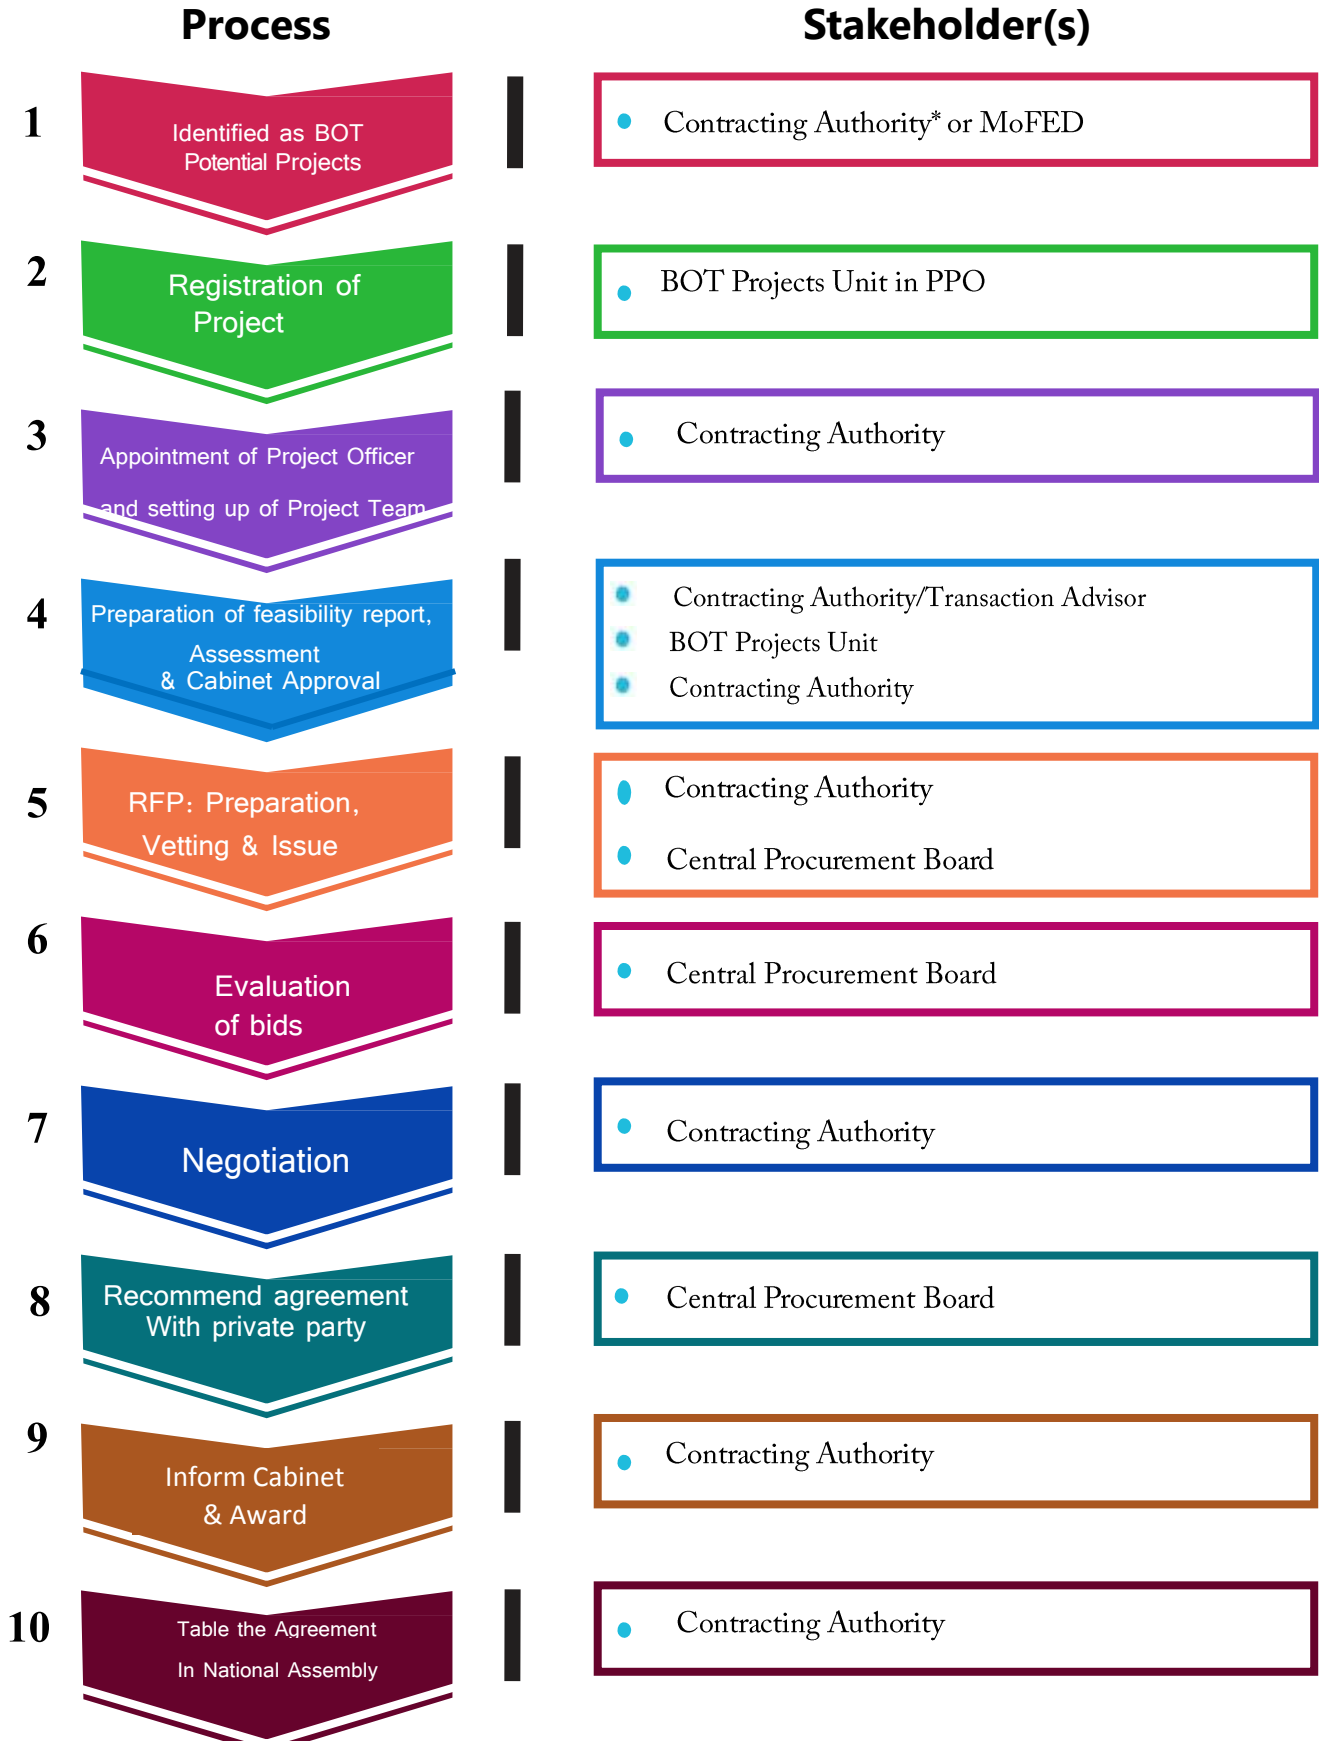 Process
Stakeholder(s)
1
Identified as BOT
Potential Projects
Contracting Authority* or MoFED
2
Registration of
Project
BOT Projects Unit in PPO
3
Appointment of Project Officer
and setting up of Project Team
Contracting Authority
4
Preparation of feasibility report,
Assessment
& Cabinet Approval
Contracting Authority/Transaction Advisor
BOT Projects Unit
Contracting Authority
5
RFP: Preparation,
Vetting & Issue
Contracting Authority
Central Procurement Board
6
Evaluation
of bids
Central Procurement Board
7
Negotiation
Contracting Authority
8
Recommend agreement
With private party
Central Procurement Board
9
Inform Cabinet
& Award
Contracting Authority
10
Table the Agreement
In National Assembly
Contracting Authority